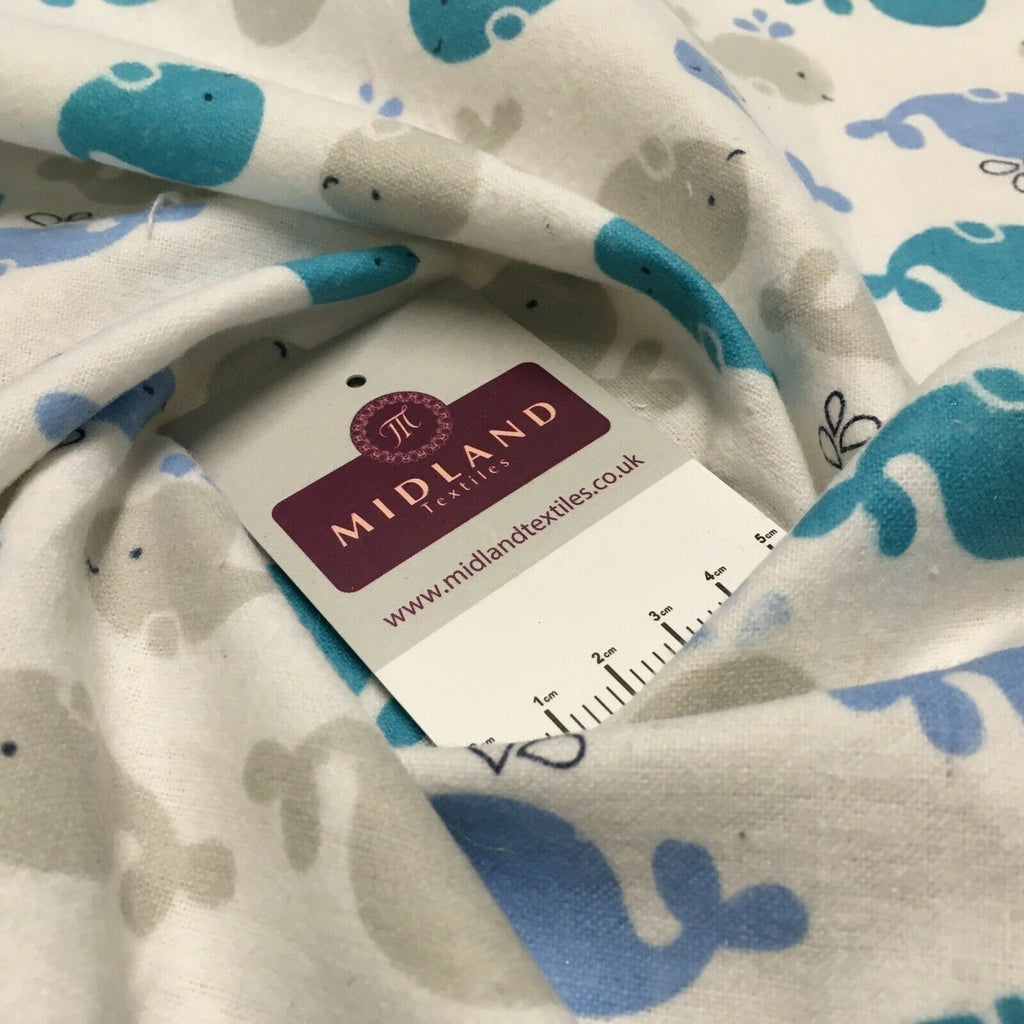 MIDLAND
Textiles
www.midlandtextiles.co.uk
1cm
2cm
3cm
4cm
5cm